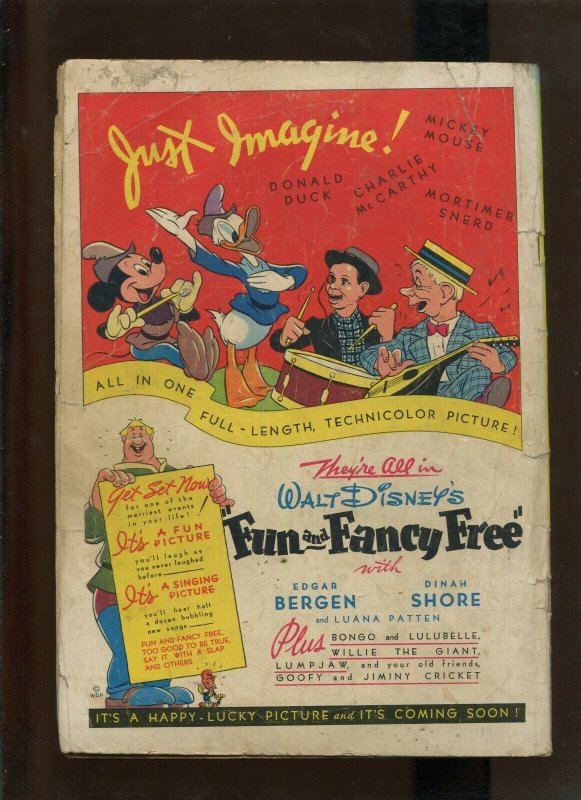 Just Imagine!
MICKEY
MOUSE
DONALD
DUCK
CHARLIE
McCARTHY
MORTIMER
SNERD
ALL IN ONE
FULL-LENGTH, TECHNICOLOR PICTURE!
They're All in
WALT DISNEY'S
"Fun and Fancy Free"
with
EDGAR
BERGEN
DINAH
SHORE
and LUANA PATTEN
Plus BONGO and LULUBELLE,
WILLIE THE GIANT,
LUMPJAW, and your old friends,
GOOFY and JIMINY CRICKET
Get Set Now
for one of the
merriest events
in your life!
It's A FUN
PICTURE
you'll laugh as
you never laughed
before
It's A SINGING
PICTURE
you'll hear half
a dozen bubbling
new songs
FUN AND FANCY FREE,
TOO GOOD TO BE TRUE,
SAY IT WITH A SLAP
AND OTHERS
©
W.D.P.
IT'S A HAPPY-LUCKY PICTURE and IT'S COMING SOON!